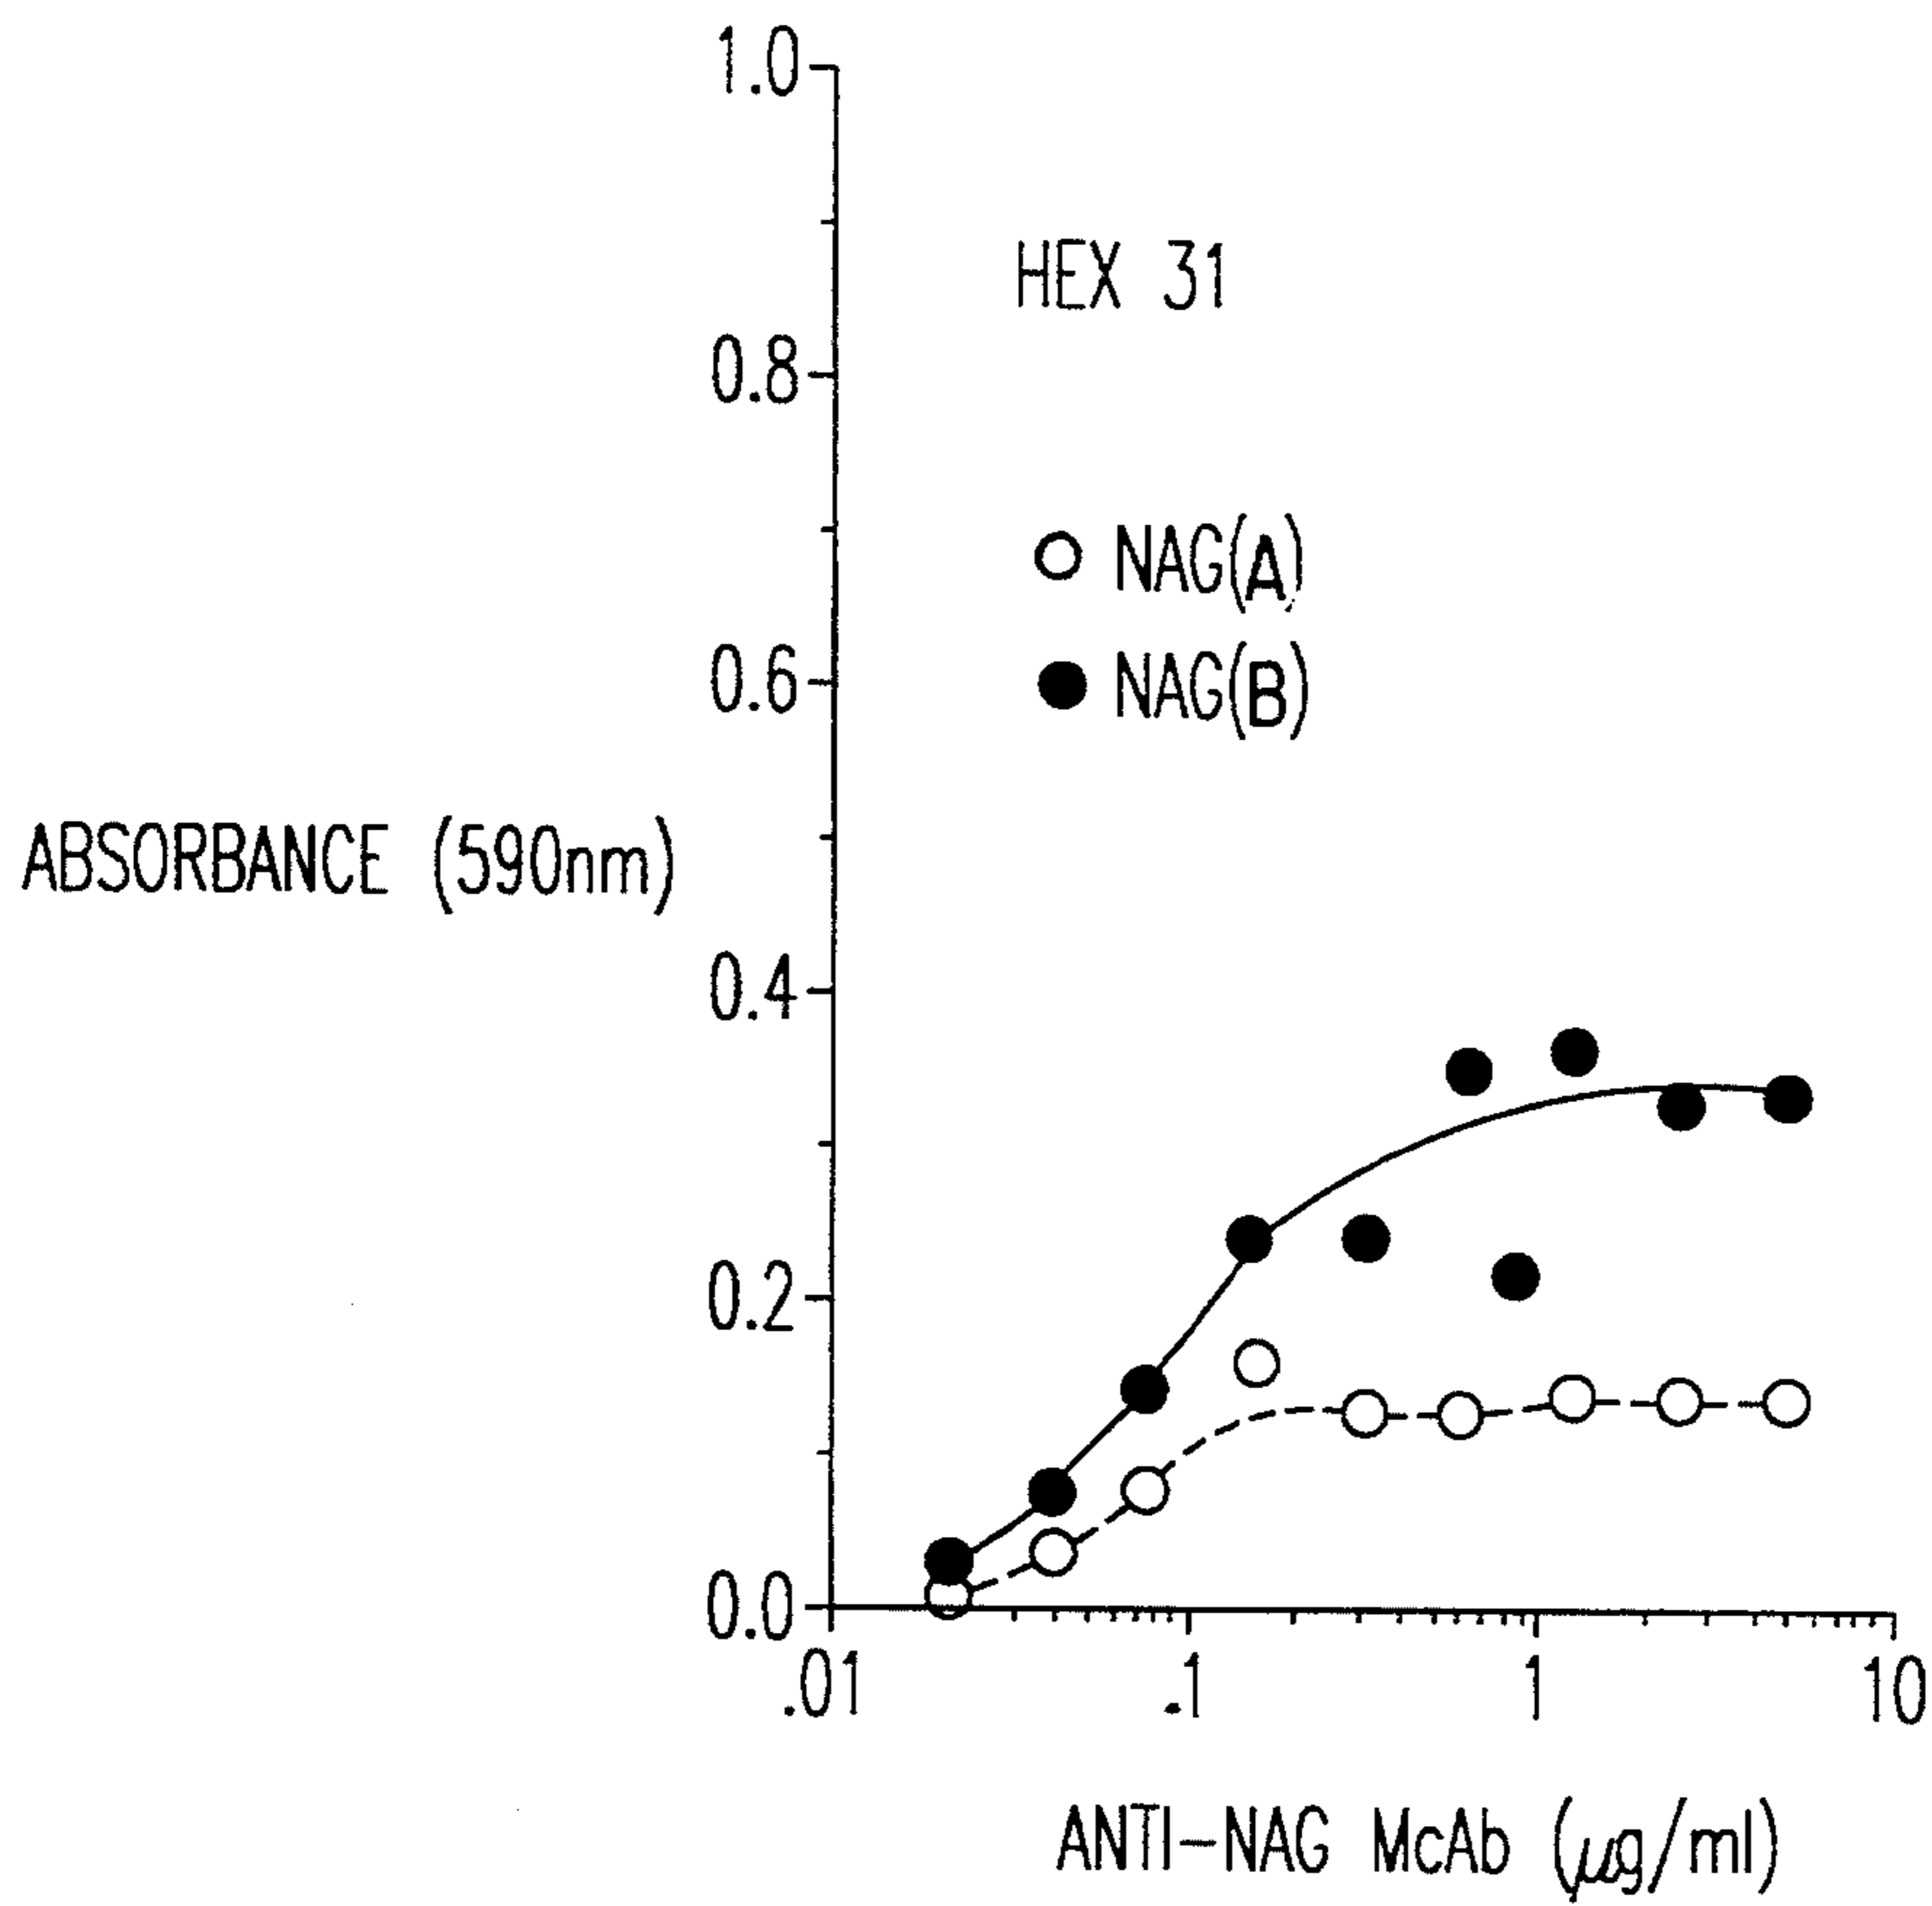 1.0
HEX 31
0.8
NAG(A)
0.6
NAG(B)
ABSORBANCE (590nm)
0.4
0.2
0.0
.01 .1 1 10
ANTI-NAG McAb (μg/ml)